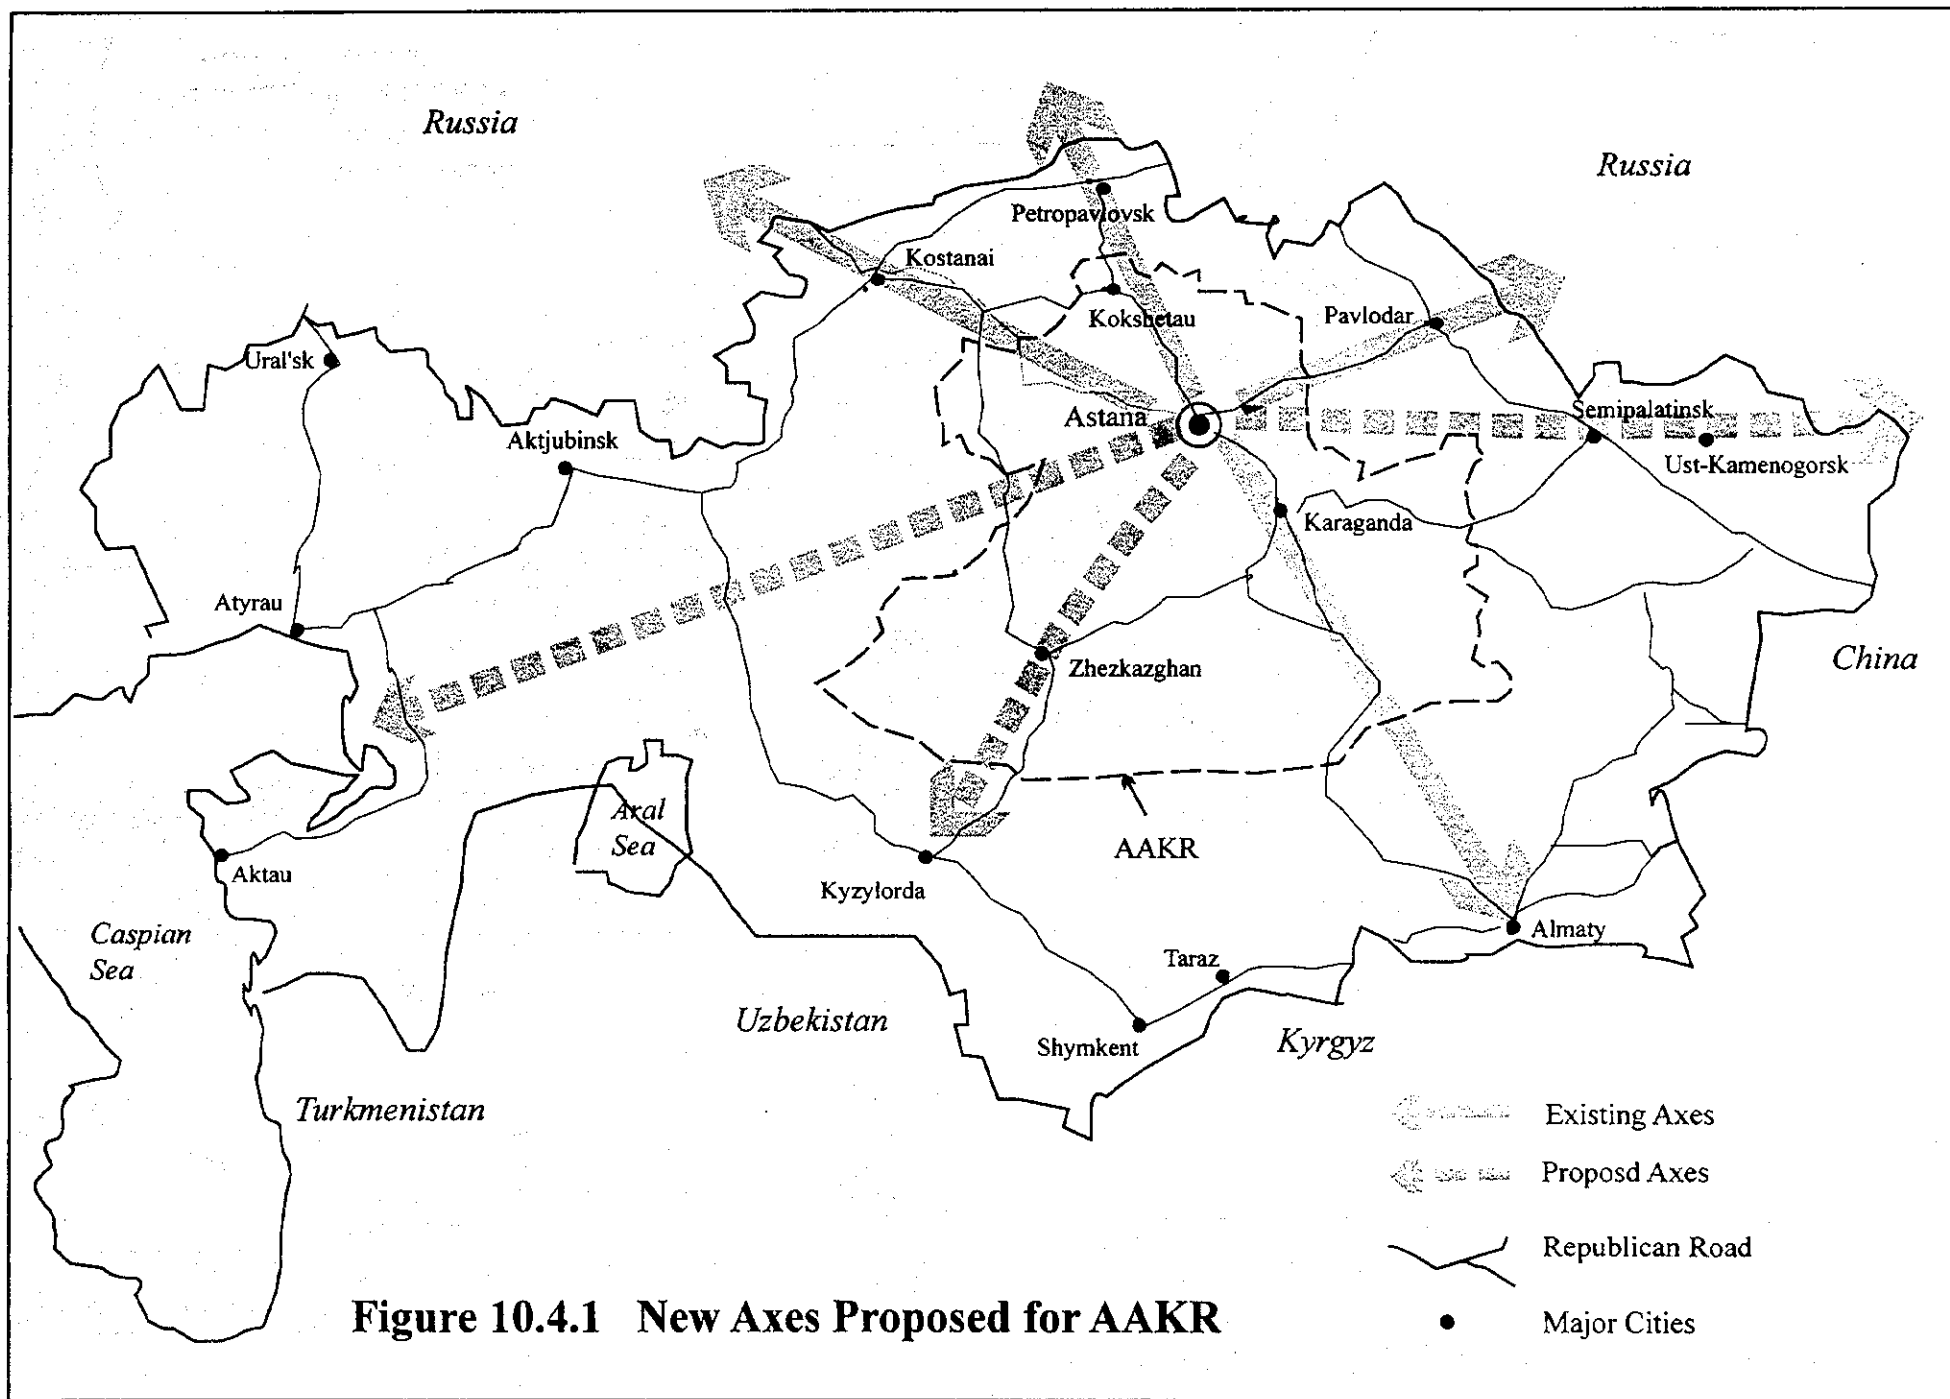 Russia
Russia
Petropavlovsk
Kostanai
Kokshetau
Pavlodar
Ural'sk
Astana
Semipalatinsk
Aktjubinsk
Ust-Kamenogorsk
Karaganda
Atyrau
Zhezkazghan
China
Aral
Sea
AAKR
Aktau
Kyzylorda
Caspian
Sea
Almaty
Taraz
Uzbekistan
Shymkent
Kyrgyz
Turkmenistan
Existing Axes
Proposd Axes
Republican Road
Major Cities
Figure 10.4.1 New Axes Proposed for AAKR